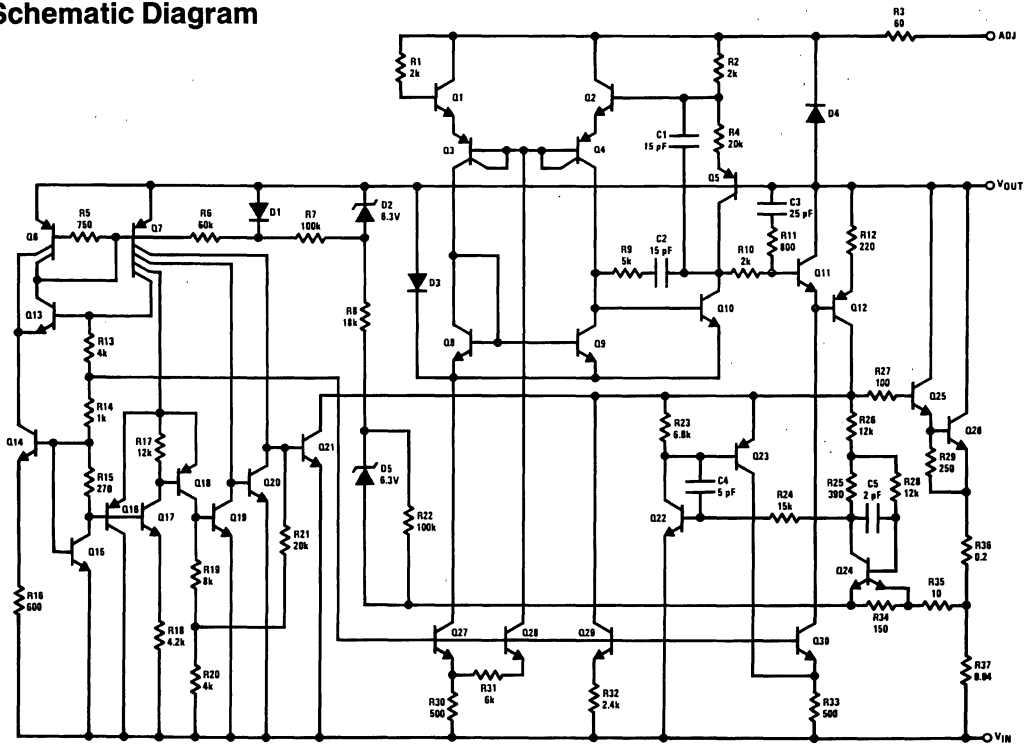 Schematic Diagram
R3
60
ADJ
R1
2k
R2
2k
Q1
Q2
D4
Q3
Q4
C1
15 pF
R4
20k
Q5
VOUT
R5
750
Q6
Q7
R6
60k
D1
R7
100k
D2
6.3V
C3
25 pF
R11
800
R12
220
R9
5k
C2
15 pF
R10
2k
Q11
D3
Q10
Q12
R8
18k
Q13
R13
4k
Q8
Q9
R27
100
Q25
R14
1k
Q14
R17
12k
Q21
R23
6.8k
Q23
R26
12k
Q26
R29
250
R15
270
Q18
Q20
D5
6.3V
C4
5 pF
R25
390
C5
2 pF
R28
12k
Q16
Q17
Q19
R22
100k
Q22
R24
15k
Q15
R21
20k
Q24
R36
0.2
R19
8k
R16
600
R35
10
R34
150
R18
4.2k
Q27
Q28
Q29
Q30
R20
4k
R31
6k
R30
500
R32
2.4k
R33
500
R37
0.04
VIN